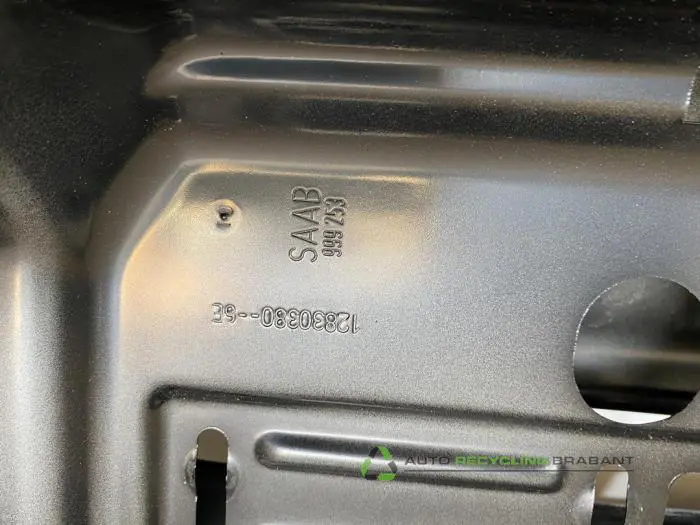 SAAB
999 253
12830380--5E
AUTO RECYCLING BRABANT